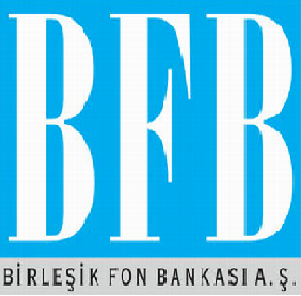 BFB
BİRLEŞİK FON BANKASI A. Ş.